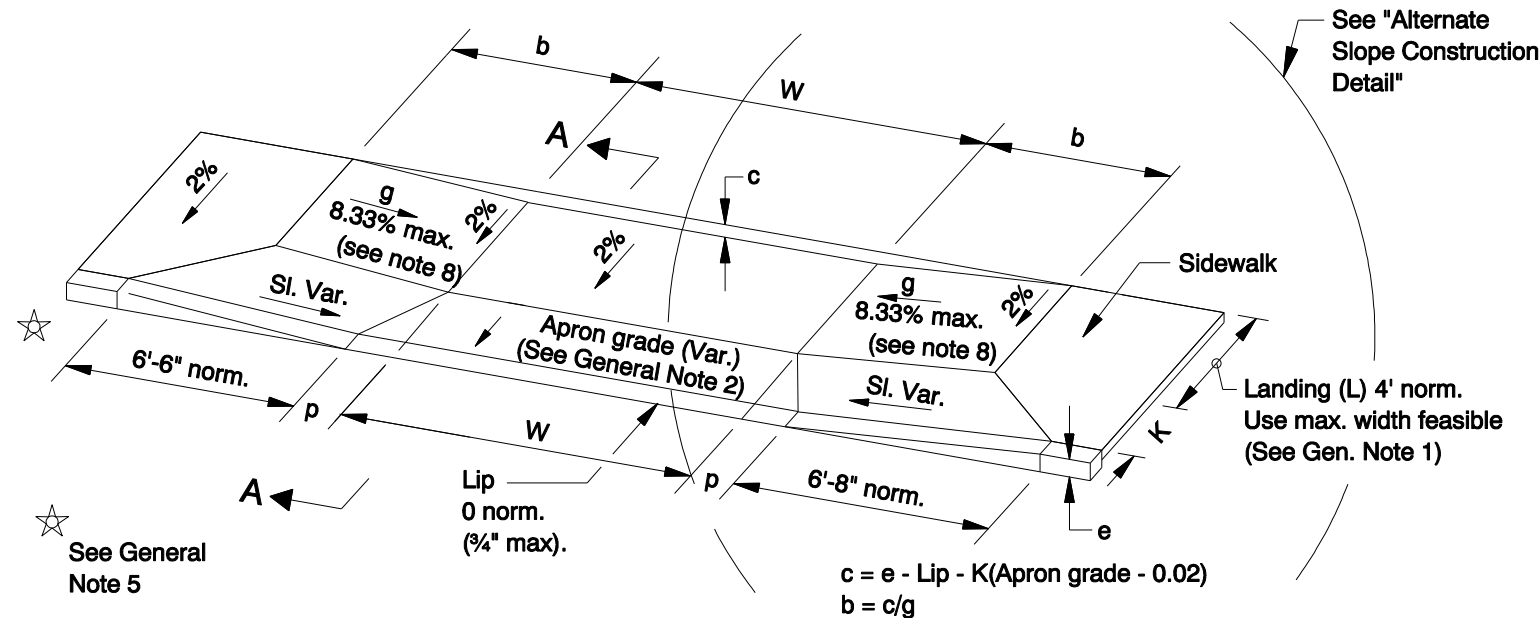 See "Alternate
Slope Construction
Detail"
b
W
b
A
c
2%
g
8.33% max.
(see note 8)
2%
2%
g
8.33% max.
(see note 8)
2%
Sidewalk
Sl. Var.
Apron grade (Var.)
(See General Note 2)
Sl. Var.
6'-6" norm.
p
W
p
6'-8" norm.
K
Landing (L) 4' norm.
Use max. width feasible
(See Gen. Note 1)
A
Lip
0 norm.
(¾" max).
e
See General
Note 5
c = e - Lip - K(Apron grade - 0.02)
b = c/g